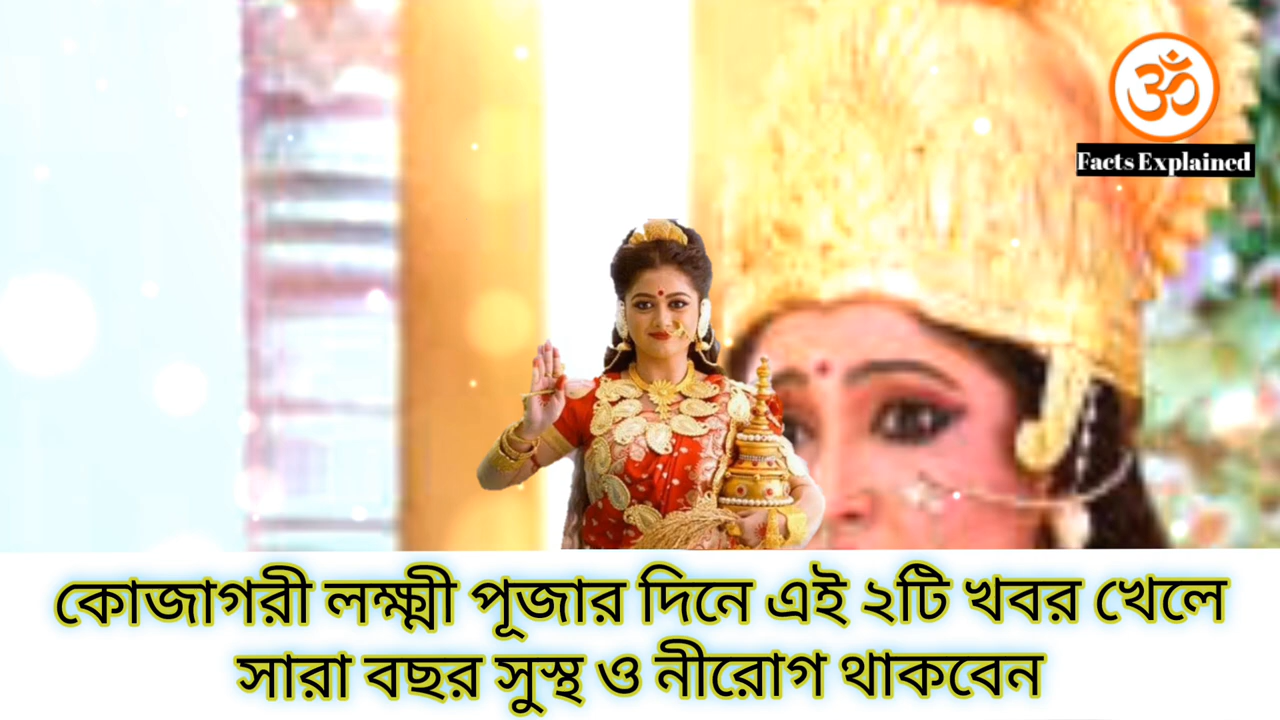 ॐ
Facts Explained
কোজাগরী লক্ষ্মী পূজার দিনে এই ২টি খবর খেলে
সারা বছর সুস্থ ও নীরোগ থাকবেন